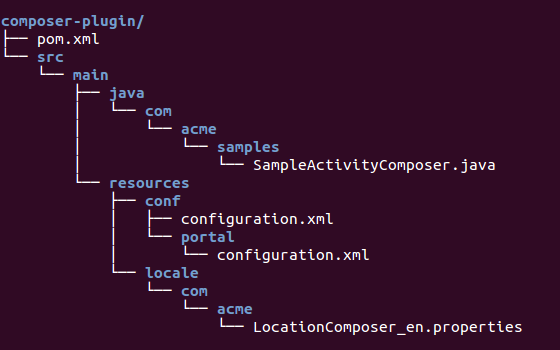 composer-plugin/
├── pom.xml
└── src
    └── main
        ├── java
        │   └── com
        │       └── acme
        │           └── samples
        │               └── SampleActivityComposer.java
        └── resources
            ├── conf
            │   ├── configuration.xml
            │   └── portal
            │       └── configuration.xml
            └── locale
                └── com
                    └── acme
                        └── LocationComposer_en.properties